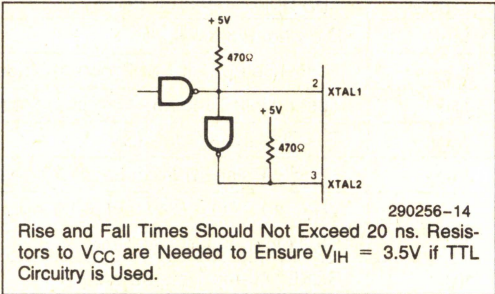 + 5V
470Ω
2
XTAL1
+ 5V
470Ω
3
XTAL2
290256–14
Rise and Fall Times Should Not Exceed 20 ns. Resis-
tors to VCC are Needed to Ensure VIH = 3.5V if TTL
Circuitry is Used.